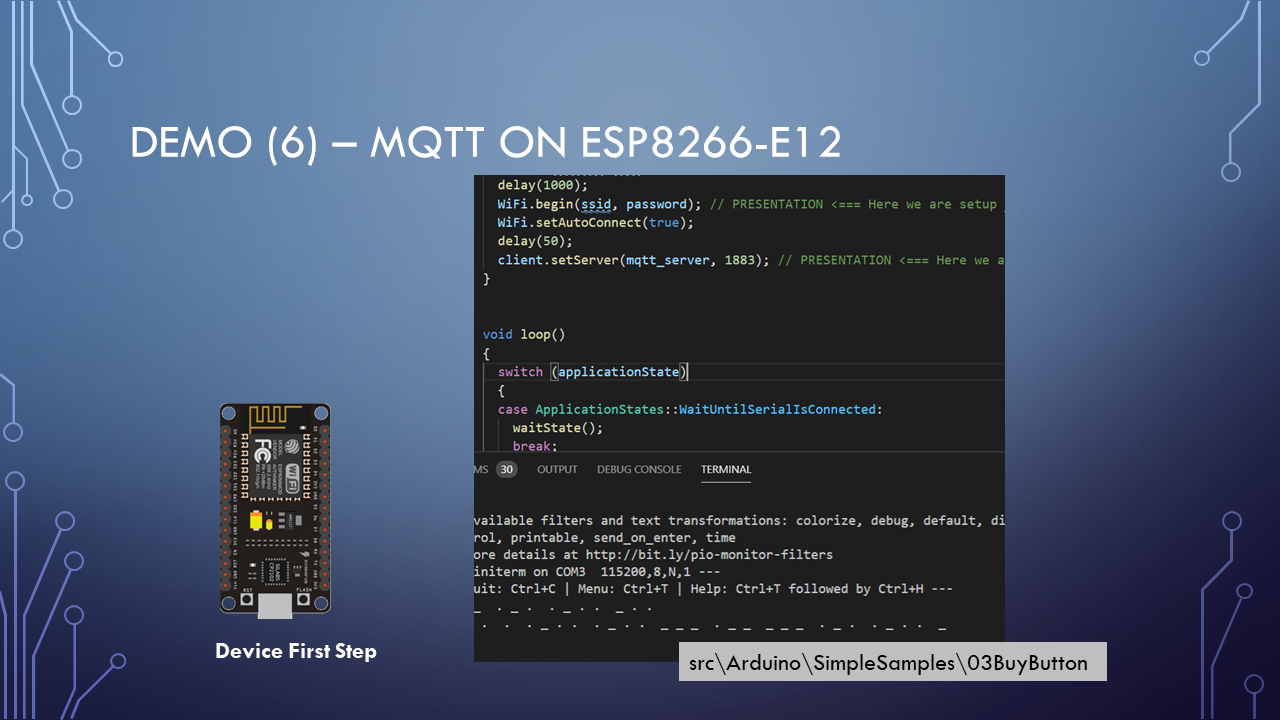 DEMO (6) – MQTT ON ESP8266-E12
delay(1000);
WiFi.begin(ssid, password); // PRESENTATION <=== Here we are setup
WiFi.setAutoConnect(true);
delay(50);
client.setServer(mqtt_server, 1883); // PRESENTATION <=== Here we a
}
void loop()
{
switch (applicationState)
{
case ApplicationStates::WaitUntilSerialIsConnected:
waitState();
break;
MS 30 OUTPUT DEBUG CONSOLE TERMINAL
vailable filters and text transformations: colorize, debug, default, di
rol, printable, send_on_enter, time
ore details at http://bit.ly/pio-monitor-filters
initerm on COM3 115200,8,N,1 ---
uit: Ctrl+C | Menu: Ctrl+T | Help: Ctrl+T followed by Ctrl+H ---
_ . _ . . _ . . _ . .
. . . _ . . . _ . . _ _ _ . _ _ _ _ _ . _ . . _ . . _
FC
WiFi
RST FLASH
Device First Step
src\Arduino\SimpleSamples\03BuyButton